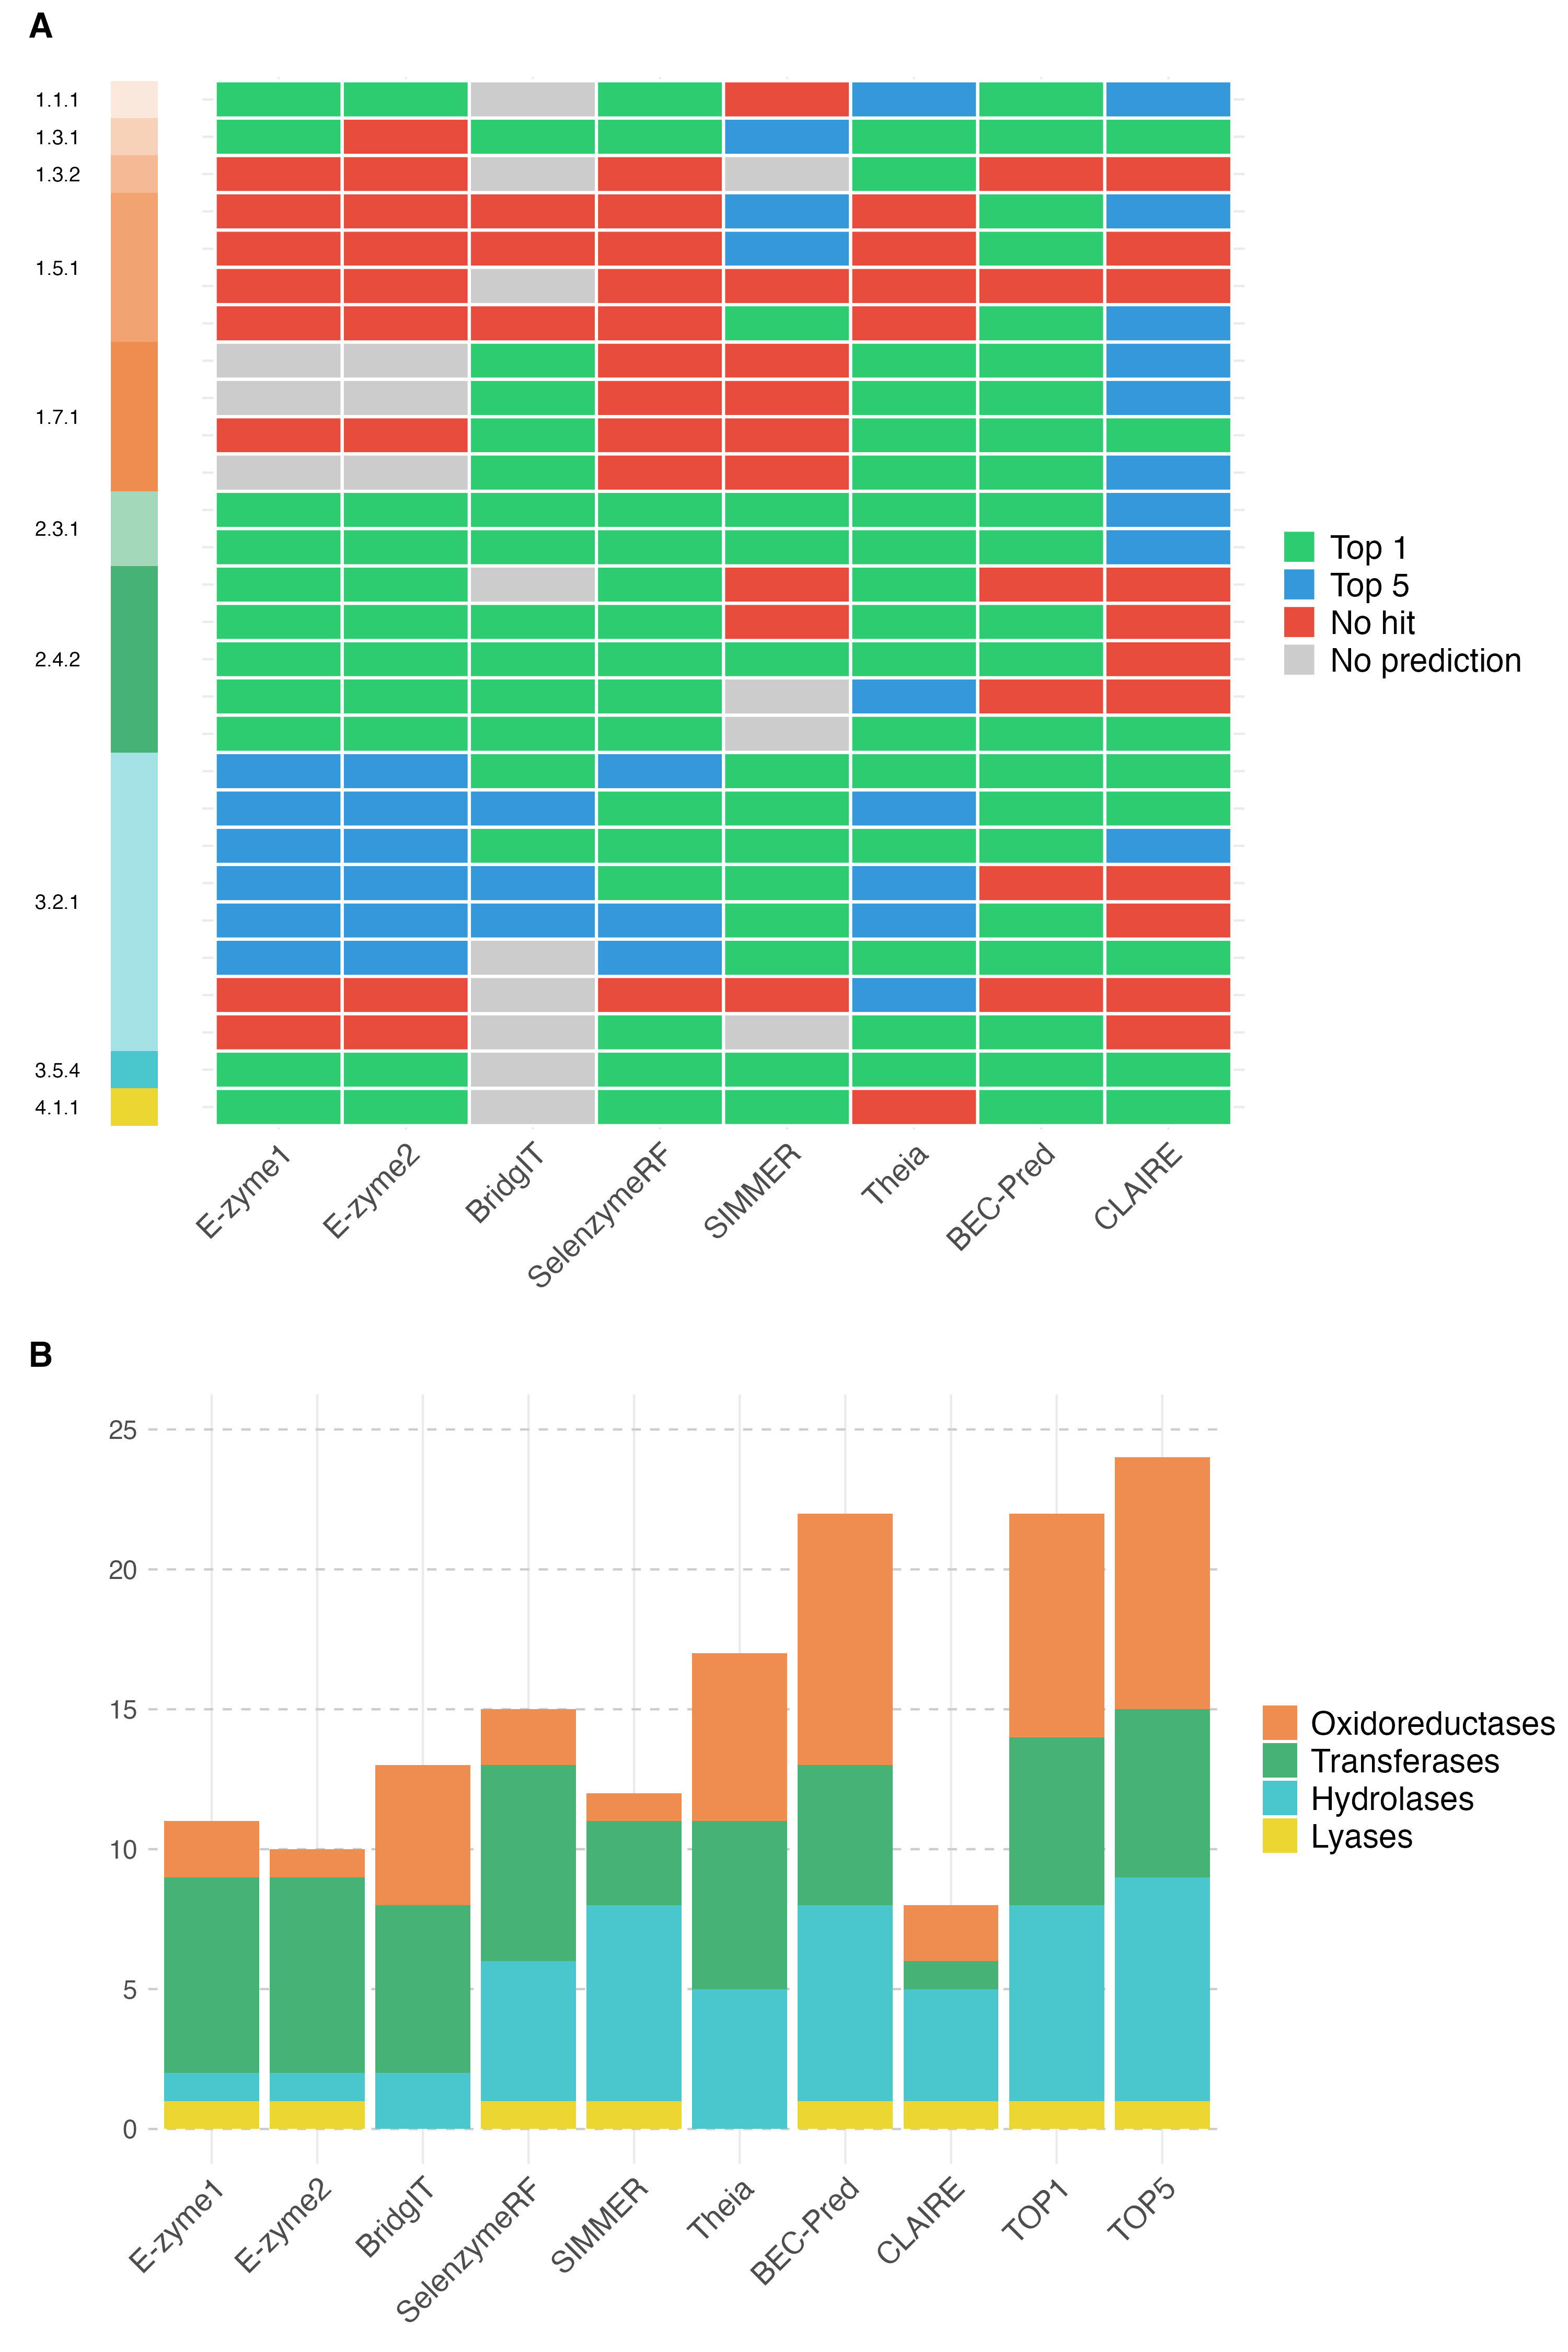 A
1.1.1
1.3.1
1.3.2
1.5.1
1.7.1
2.3.1
2.4.2
3.2.1
3.5.4
4.1.1
Top 1
Top 5
No hit
No prediction
E-zyme1
E-zyme2
BridgIT
SelenzymeRF
SIMMER
Theia
BEC-Pred
CLAIRE
B
25
20
15
10
5
0
Oxidoreductases
Transferases
Hydrolases
Lyases
E-zyme1
E-zyme2
BridgIT
SelenzymeRF
SIMMER
Theia
BEC-Pred
CLAIRE
TOP1
TOP5